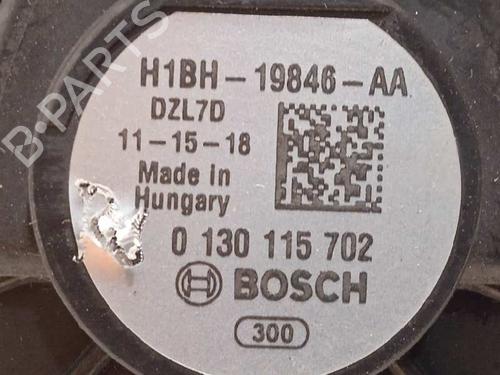 H1BH-19846-AA
DZL7D
11-15-18
Made in
Hungary
0 130 115 702
BOSCH
300
B-PARTS